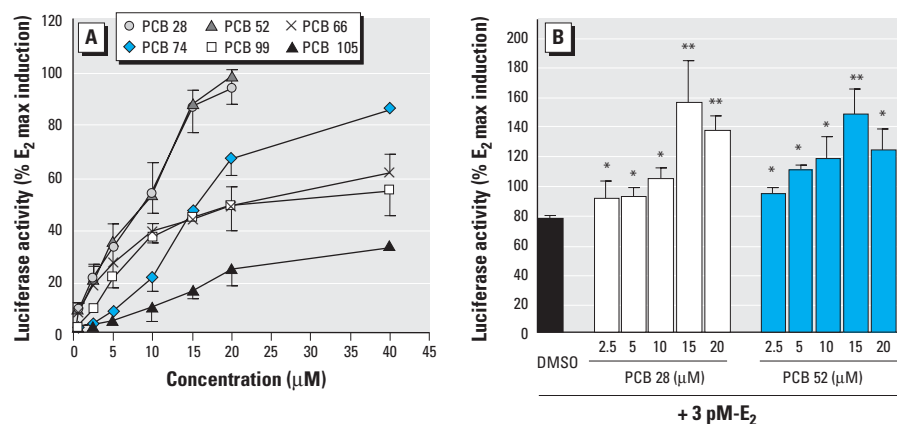 A
PCB 28 PCB 52 PCB 66
PCB 74 PCB 99 PCB 105
Luciferase activity (% E2 max induction)
120
100
80
60
40
20
0
0 5 10 15 20 25 30 35 40 45
Concentration (μM)
B
Luciferase activity (% E2 max induction)
200
180
160
140
120
100
80
60
40
20
0
* * * ** ** * * * ** *
2.5 5 10 15 20 2.5 5 10 15 20
DMSO PCB 28 (μM) PCB 52 (μM)
+ 3 pM-E2